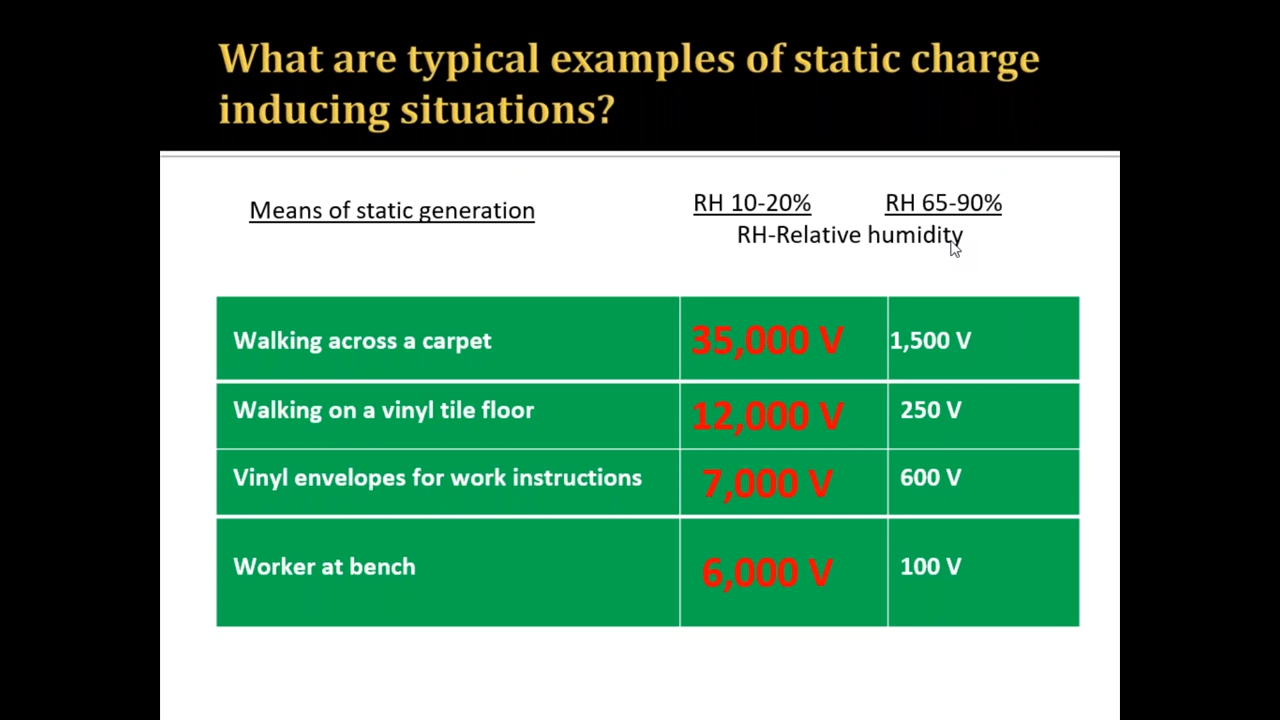 What are typical examples of static charge
inducing situations?
Means of static generation
RH 10-20%
RH 65-90%
RH-Relative humidity
Walking across a carpet
35,000 V
1,500 V
Walking on a vinyl tile floor
12,000 V
250 V
Vinyl envelopes for work instructions
7,000 V
600 V
Worker at bench
6,000 V
100 V